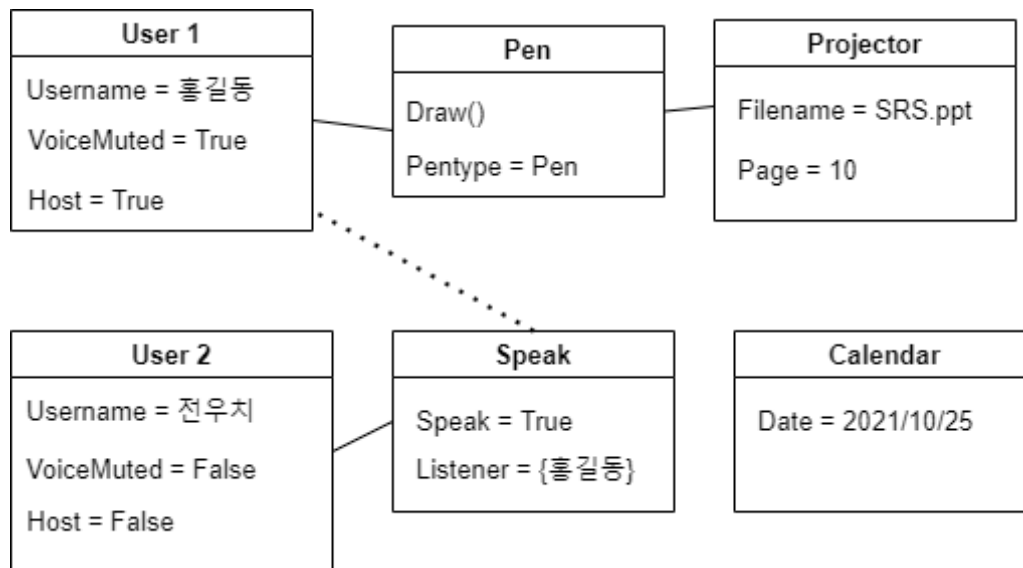 User 1
Username = 홍길동
VoiceMuted = True
Host = True
Pen
Draw()
Pentype = Pen
Projector
Filename = SRS.ppt
Page = 10
User 2
Username = 전우치
VoiceMuted = False
Host = False
Speak
Speak = True
Listener = {홍길동}
Calendar
Date = 2021/10/25